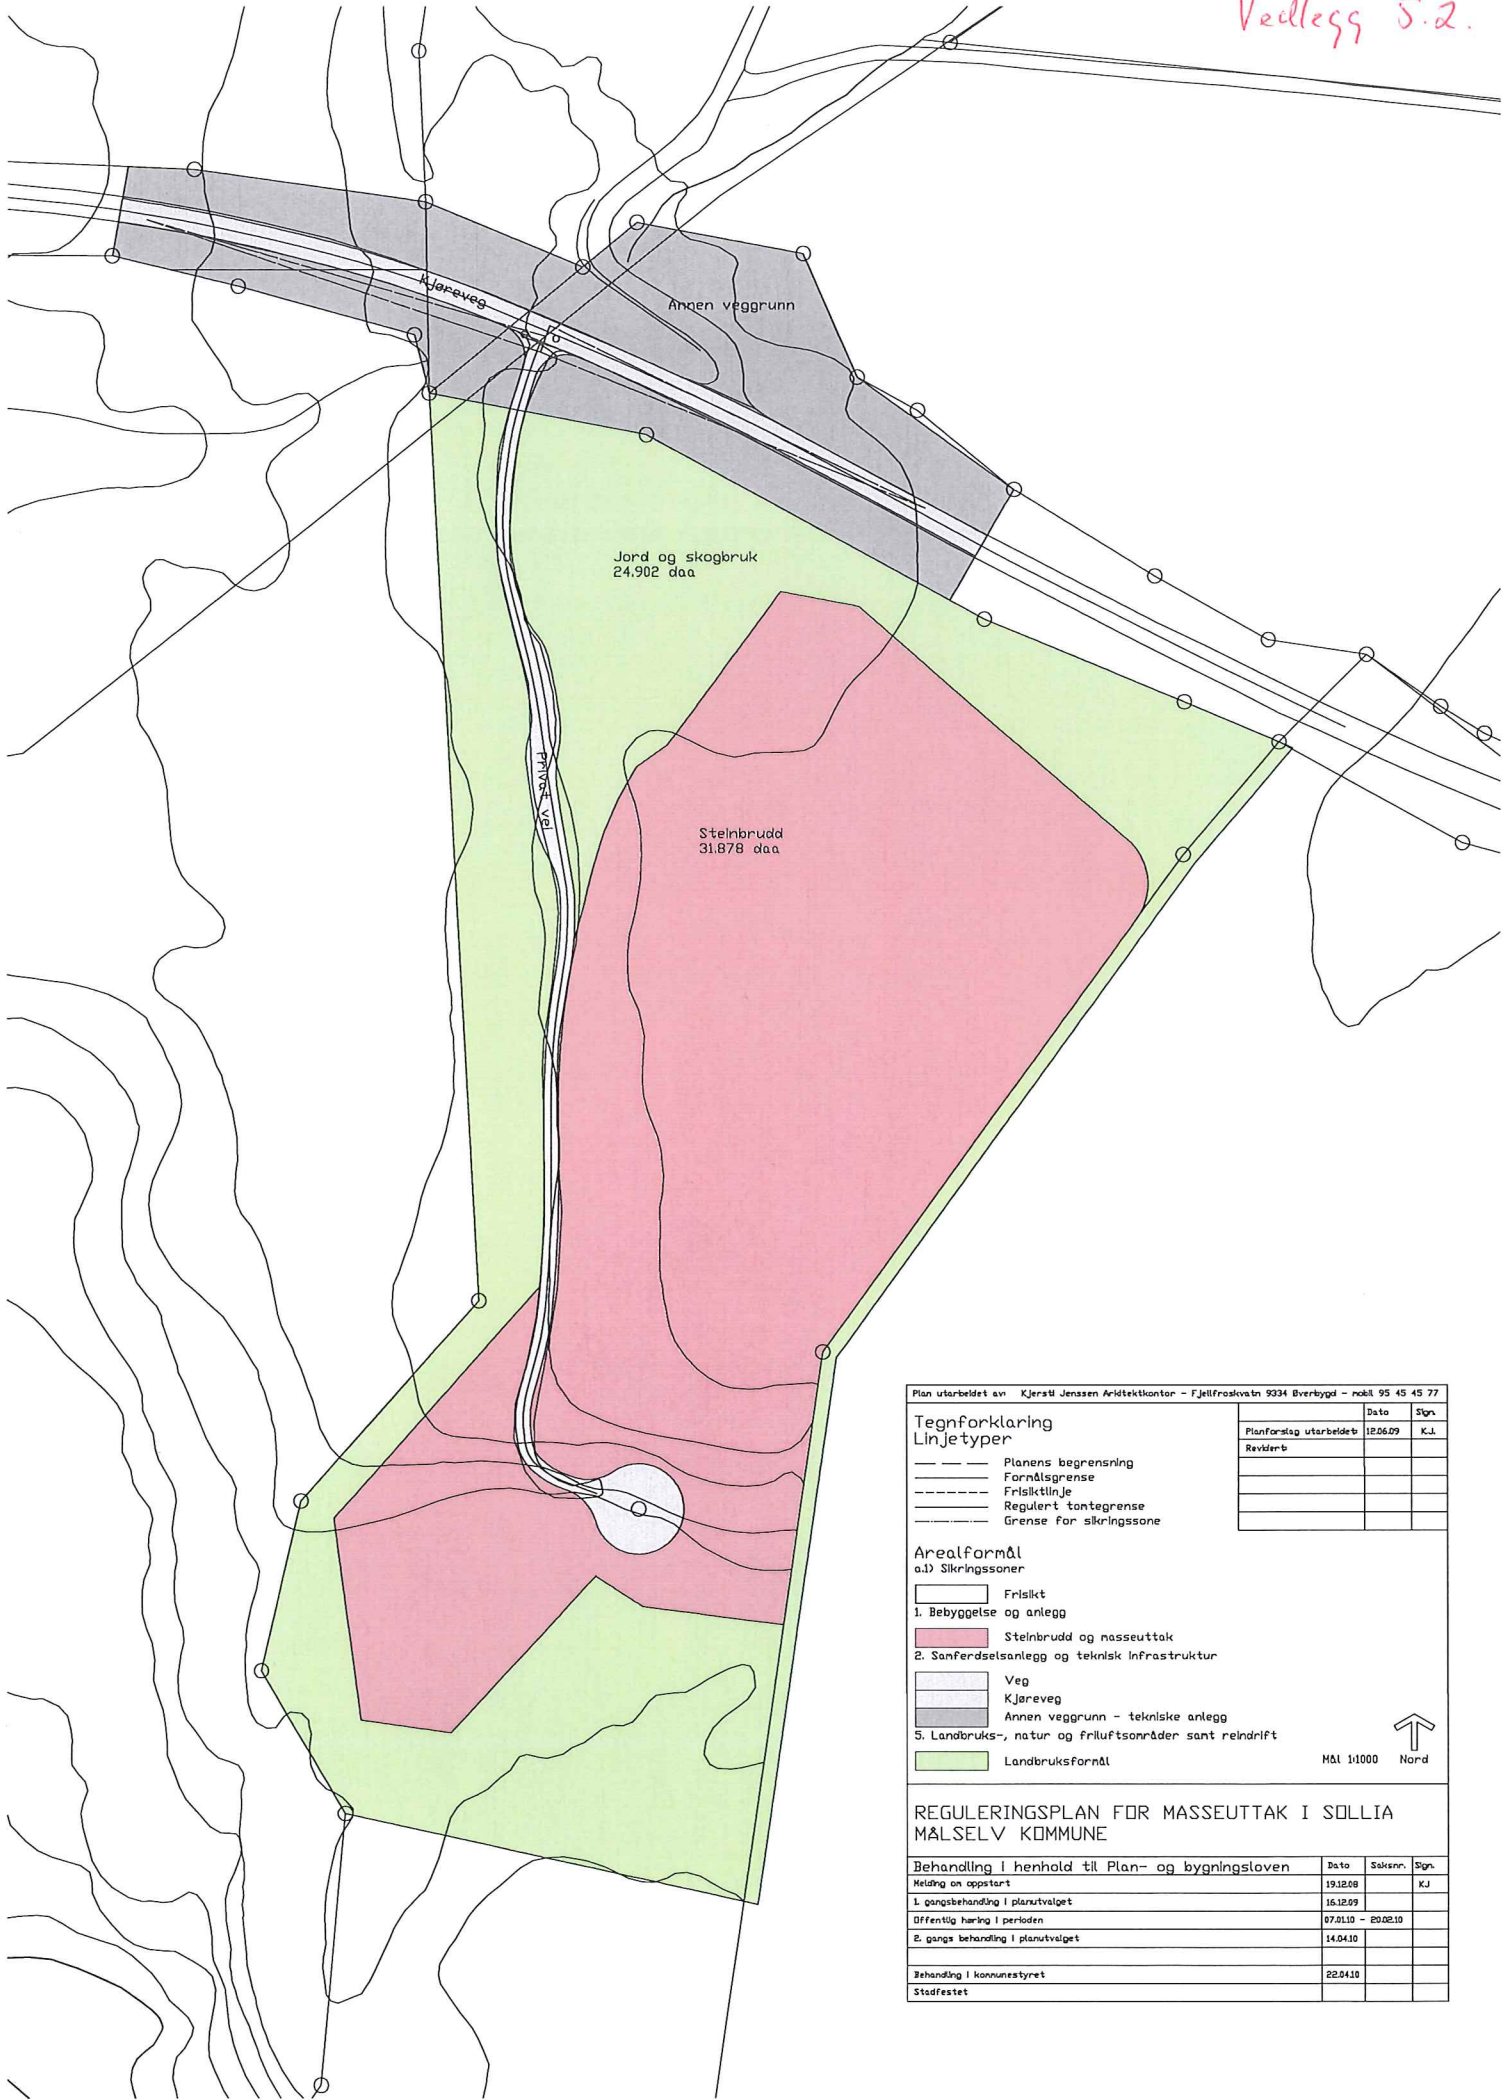 Vedlegg 5.2.
Kjøreveg
Annen veggrunn
Jord og skogbruk
24.902 daa
Privat vei
Steinbrudd
31.878 daa
Plan utarbeidet av: Kjersti Jenssen Arkitektkontor - Fjellfroskvatn 9334 Øverbygd - mobil 95 45 45 77
Tegnforklaring
Linjetyper
Dato Sign.
Planforslag utarbeidet: 12.06.09 K.J.
Revidert:
Planens begrensning
Formålsgrense
Frisiktlinje
Regulert tomtegrense
Grense for sikringssone
Arealformål
a.1) Sikringssoner
Frisikt
1. Bebyggelse og anlegg
Steinbrudd og masseuttak
2. Samferdselsanlegg og teknisk infrastruktur
Veg
Kjøreveg
Annen veggrunn - tekniske anlegg
5. Landbruks-, natur og friluftsområder samt reindrift
Landbruksformål
Mål 1:1000 Nord
REGULERINGSPLAN FOR MASSEUTTAK I SOLLIA
MÅLSELV KOMMUNE
Behandling i henhold til Plan- og bygningsloven Dato Saksnr. Sign.
Melding om oppstart 19.12.08 KJ
1. gangsbehandling i planutvalget 16.12.09
Offentlig høring i perioden 07.01.10 - 20.02.10
2. gangs behandling i planutvalget 14.04.10
Behandling i kommunestyret 22.04.10
Stadfestet